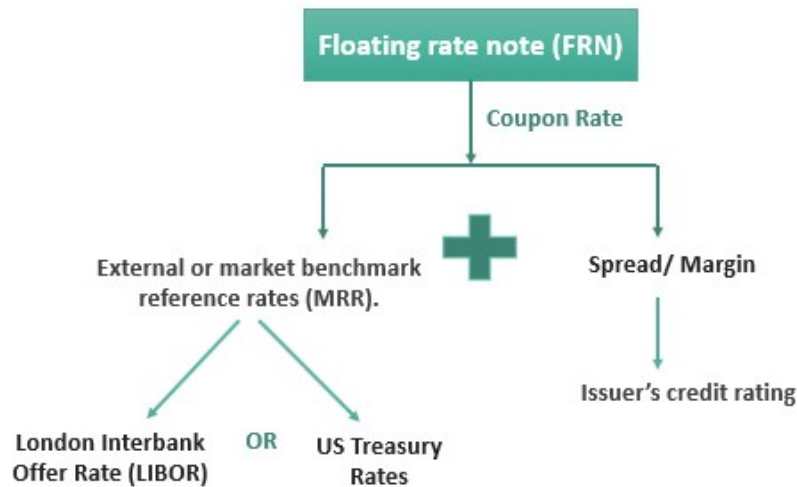 Floating rate note (FRN)
Coupon Rate
External or market benchmark
reference rates (MRR).
Spread/ Margin
Issuer's credit rating
London Interbank
Offer Rate (LIBOR)
OR
US Treasury
Rates